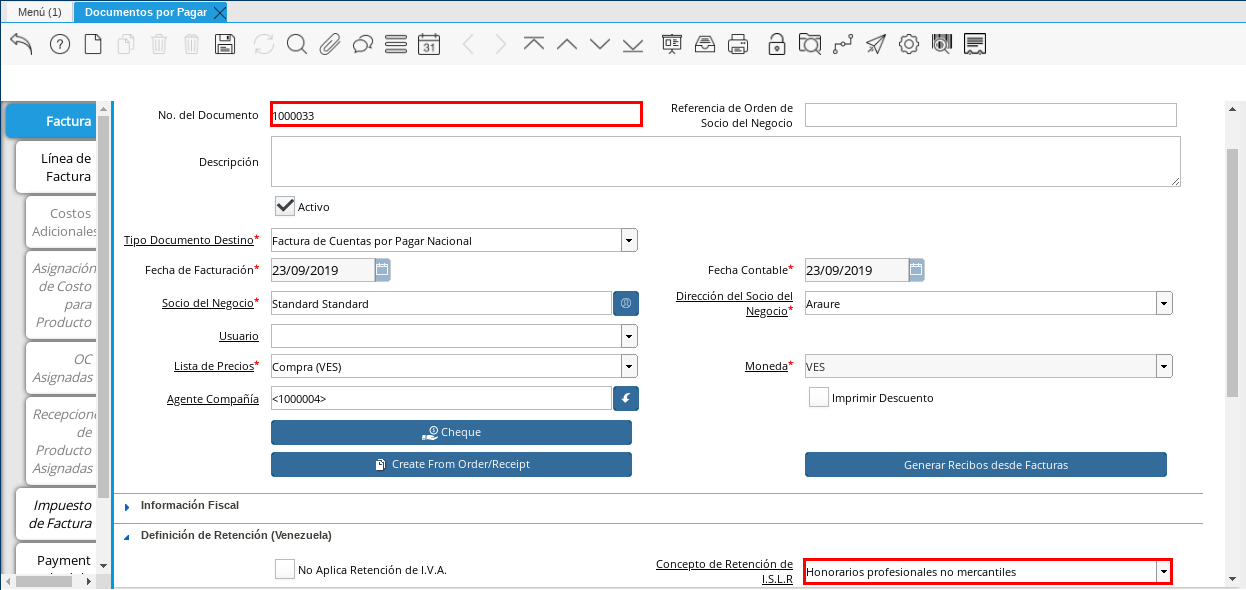 Menú (1)
Documentos por Pagar
31
Factura
Línea de
Factura
Costos
Adicionales
Asignación
de Costo
para
Producto
OC
Asignadas
de
Producto
Asignadas
Impuesto
de Factura
Payment
No. del Documento
1000033
Referencia de Orden de
Socio del Negocio
Descripción
Activo
Tipo Documento Destino*
Factura de Cuentas por Pagar Nacional
Fecha de Facturación*
23/09/2019
Fecha Contable*
23/09/2019
Socio del Negocio*
Standard Standard
Dirección del Socio del
Negocio*
Araure
Usuario
Lista de Precios*
Compra (VES)
Moneda*
VES
Agente Compañía
<1000004>
Imprimir Descuento
Cheque
Create From Order/Receipt
Generar Recibos desde Facturas
Información Fiscal
Definición de Retención (Venezuela)
No Aplica Retención de I.V.A.
Concepto de Retención de
I.S.L.R
Honorarios profesionales no mercantiles